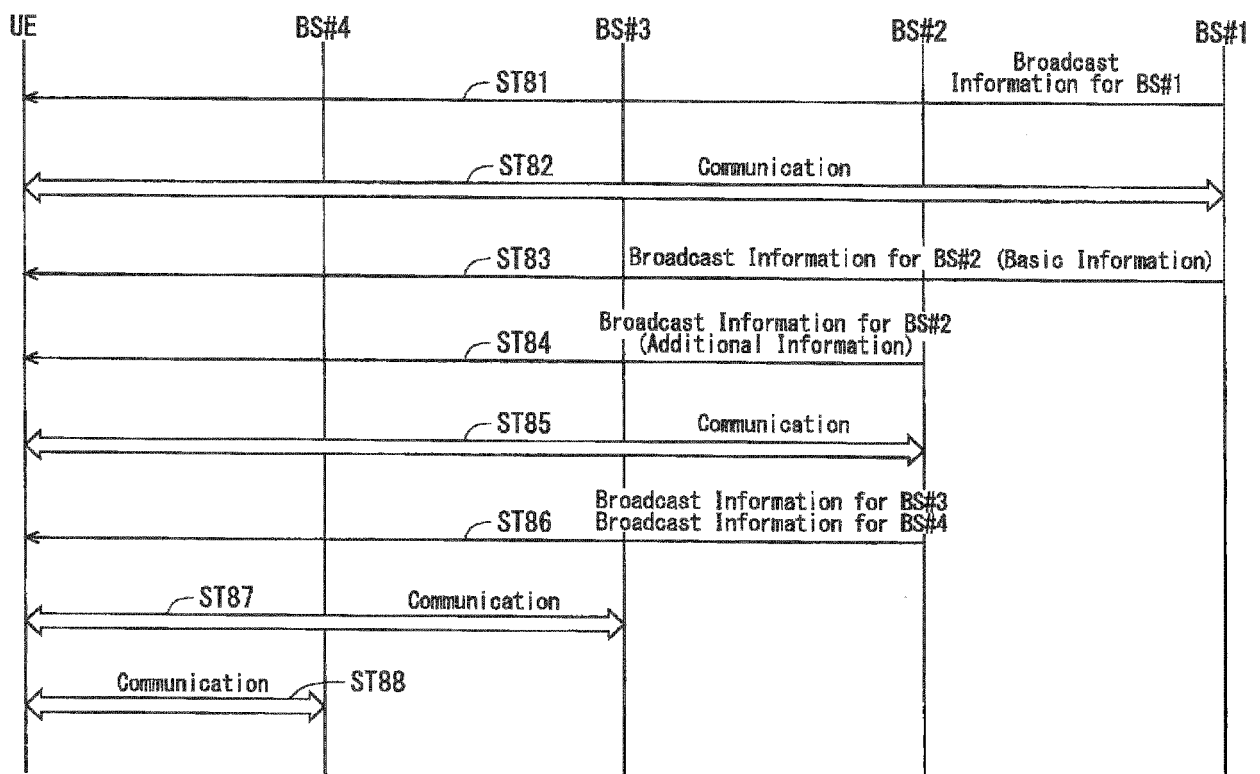 UE
BS#4
BS#3
BS#2
BS#1
Broadcast
Information for BS#1
ST81
ST82
Communication
ST83
Broadcast Information for BS#2 (Basic Information)
Broadcast Information for BS#2
(Additional Information)
ST84
ST85
Communication
Broadcast Information for BS#3
Broadcast Information for BS#4
ST86
ST87
Communication
Communication
ST88